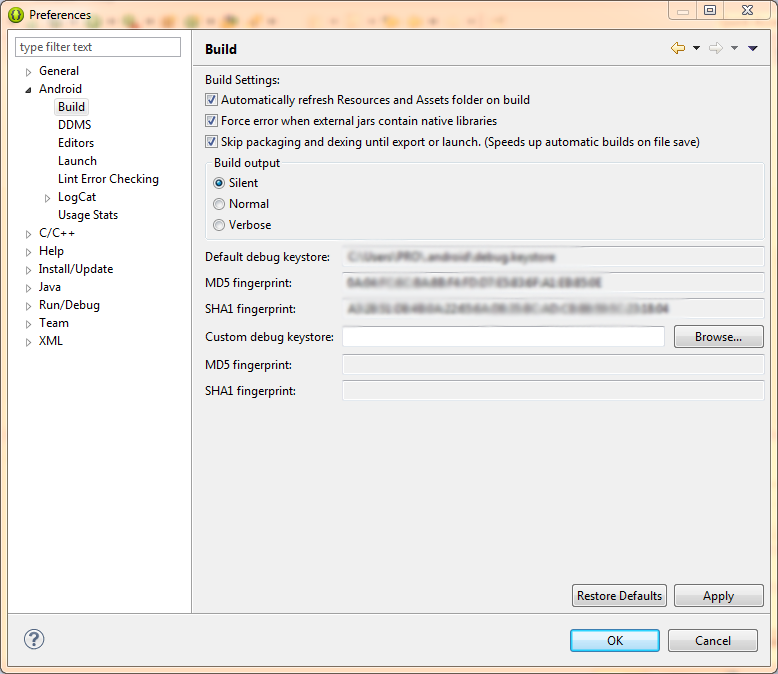 Preferences
type filter text
General
Android
Build
DDMS
Editors
Launch
Lint Error Checking
LogCat
Usage Stats
C/C++
Help
Install/Update
Java
Run/Debug
Team
XML
Build
Build Settings:
Automatically refresh Resources and Assets folder on build
Force error when external jars contain native libraries
Skip packaging and dexing until export or launch. (Speeds up automatic builds on file save)
Build output
Silent
Normal
Verbose
Default debug keystore:
MD5 fingerprint:
SHA1 fingerprint:
Custom debug keystore:
Browse...
MD5 fingerprint:
SHA1 fingerprint:
Restore Defaults
Apply
?
OK
Cancel